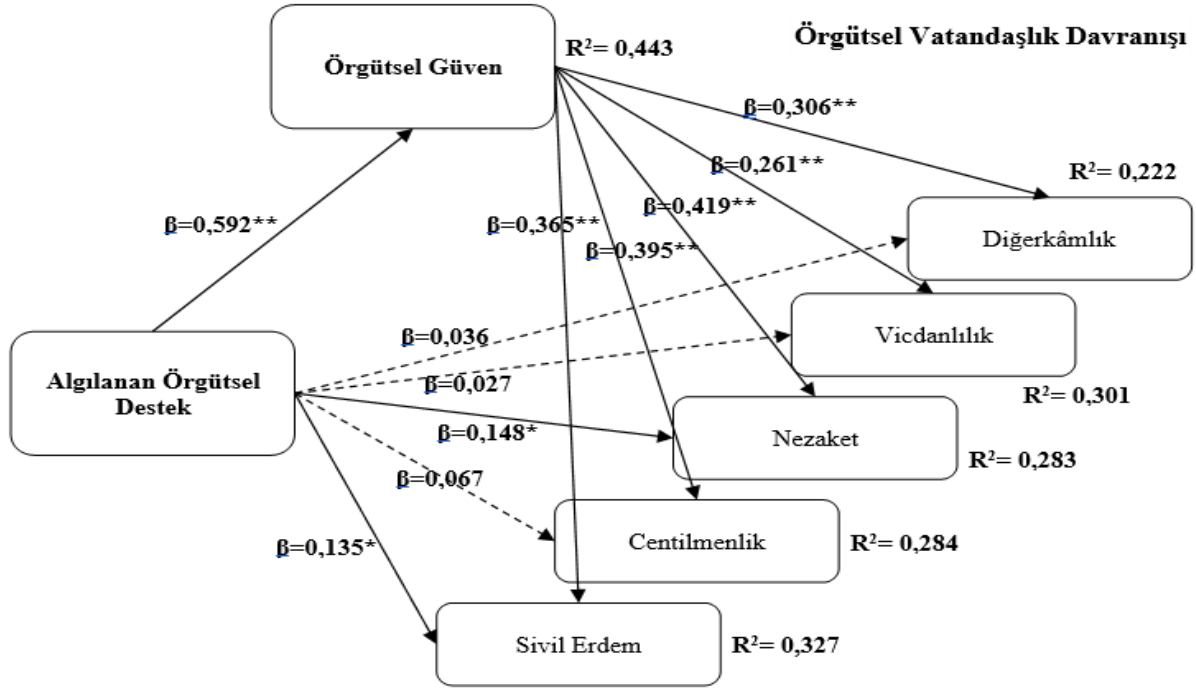 Örgütsel Vatandaşlık Davranışı
Örgütsel Güven
R²= 0,443
β=0,306**
β=0,261**
R²= 0,222
β=0,592**
β=0,365**
β=0,419**
β=0,395**
Diğerkâmlık
β=0,036
Vicdanlılık
Algılanan Örgütsel
Destek
β=0,027
R²= 0,301
β=0,148*
Nezaket
R²= 0,283
β=0,067
β=0,135*
Centilmenlik
R²= 0,284
Sivil Erdem
R²= 0,327